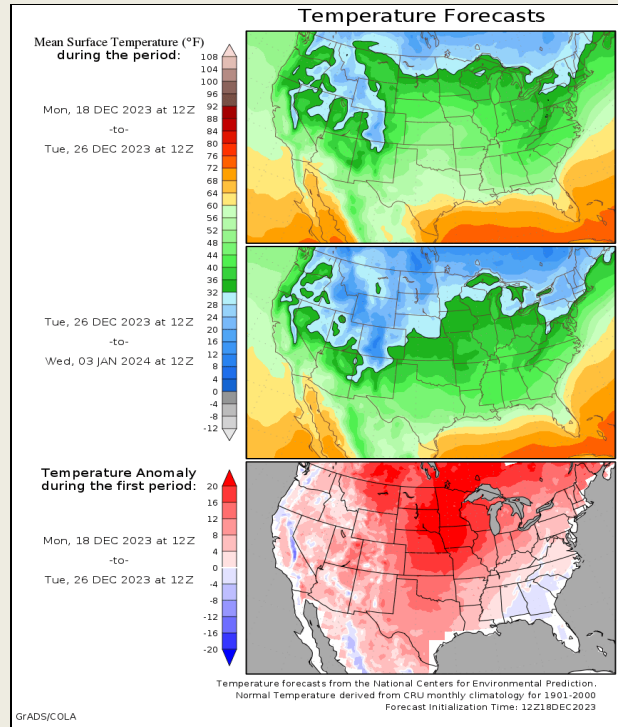 Temperature Forecasts
Mean Surface Temperature (°F)
during the period:
Mon, 18 DEC 2023 at 12Z
-to-
Tue, 26 DEC 2023 at 12Z
108
104
100
96
92
88
84
80
76
72
68
64
60
56
52
48
44
40
36
32
28
24
20
16
12
8
4
0
-4
-8
-12
Tue, 26 DEC 2023 at 12Z
-to-
Wed, 03 JAN 2024 at 12Z
Temperature Anomaly
during the first period:
Mon, 18 DEC 2023 at 12Z
-to-
Tue, 26 DEC 2023 at 12Z
20
16
12
8
4
0
-4
-8
-12
-16
-20
Temperature forecasts from the National Centers for Environmental Prediction.
Normal Temperature derived from CRU monthly climatology for 1901-2000
Forecast Initialization Time: 12Z18DEC2023
GrADS/COLA